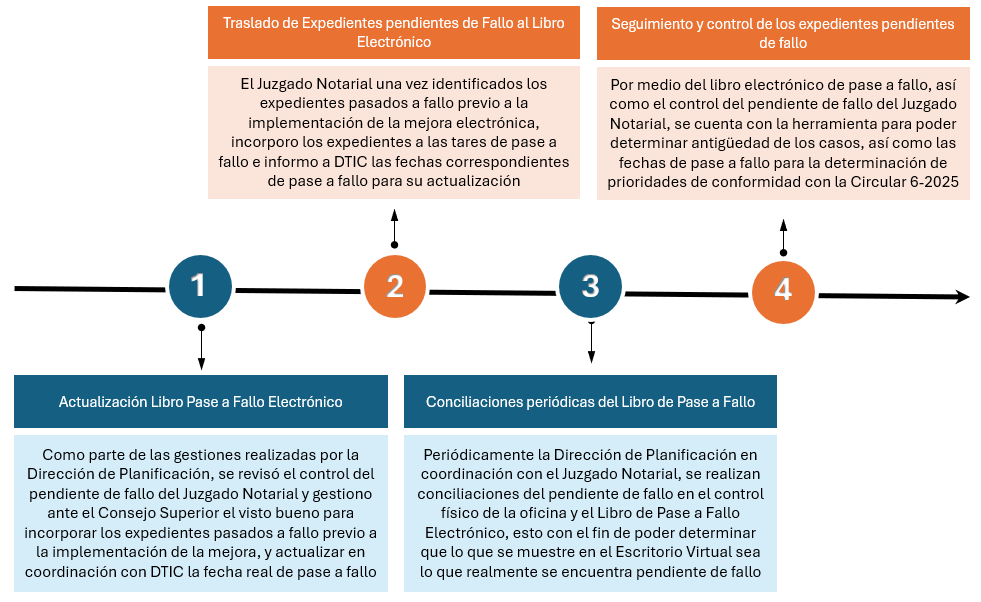 Traslado de Expedientes pendientes de Fallo al Libro
Electrónico
El Juzgado Notarial una vez identificados los
expedientes pasados a fallo previo a la
implementación de la mejora electrónica,
incorporo los expedientes a las tares de pase a
fallo e informo a DTIC las fechas correspondientes
de pase a fallo para su actualización
Seguimiento y control de los expedientes pendientes
de fallo
Por medio del libro electrónico de pase a fallo, así
como el control del pendiente de fallo del Juzgado
Notarial, se cuenta con la herramienta para poder
determinar antigüedad de los casos, así como las
fechas de pase a fallo para la determinación de
prioridades de conformidad con la Circular 6-2025
1
2
3
4
Actualización Libro Pase a Fallo Electrónico
Como parte de las gestiones realizadas por la
Dirección de Planificación, se revisó el control del
pendiente de fallo del Juzgado Notarial y gestiono
ante el Consejo Superior el visto bueno para
incorporar los expedientes pasados a fallo previo a
la implementación de la mejora, y actualizar en
coordinación con DTIC la fecha real de pase a fallo
Conciliaciones periódicas del Libro de Pase a Fallo
Periódicamente la Dirección de Planificación en
coordinación con el Juzgado Notarial, se realizan
conciliaciones del pendiente de fallo en el control
físico de la oficina y el Libro de Pase a Fallo
Electrónico, esto con el fin de poder determinar
que lo que se muestre en el Escritorio Virtual sea
lo que realmente se encuentra pendiente de fallo